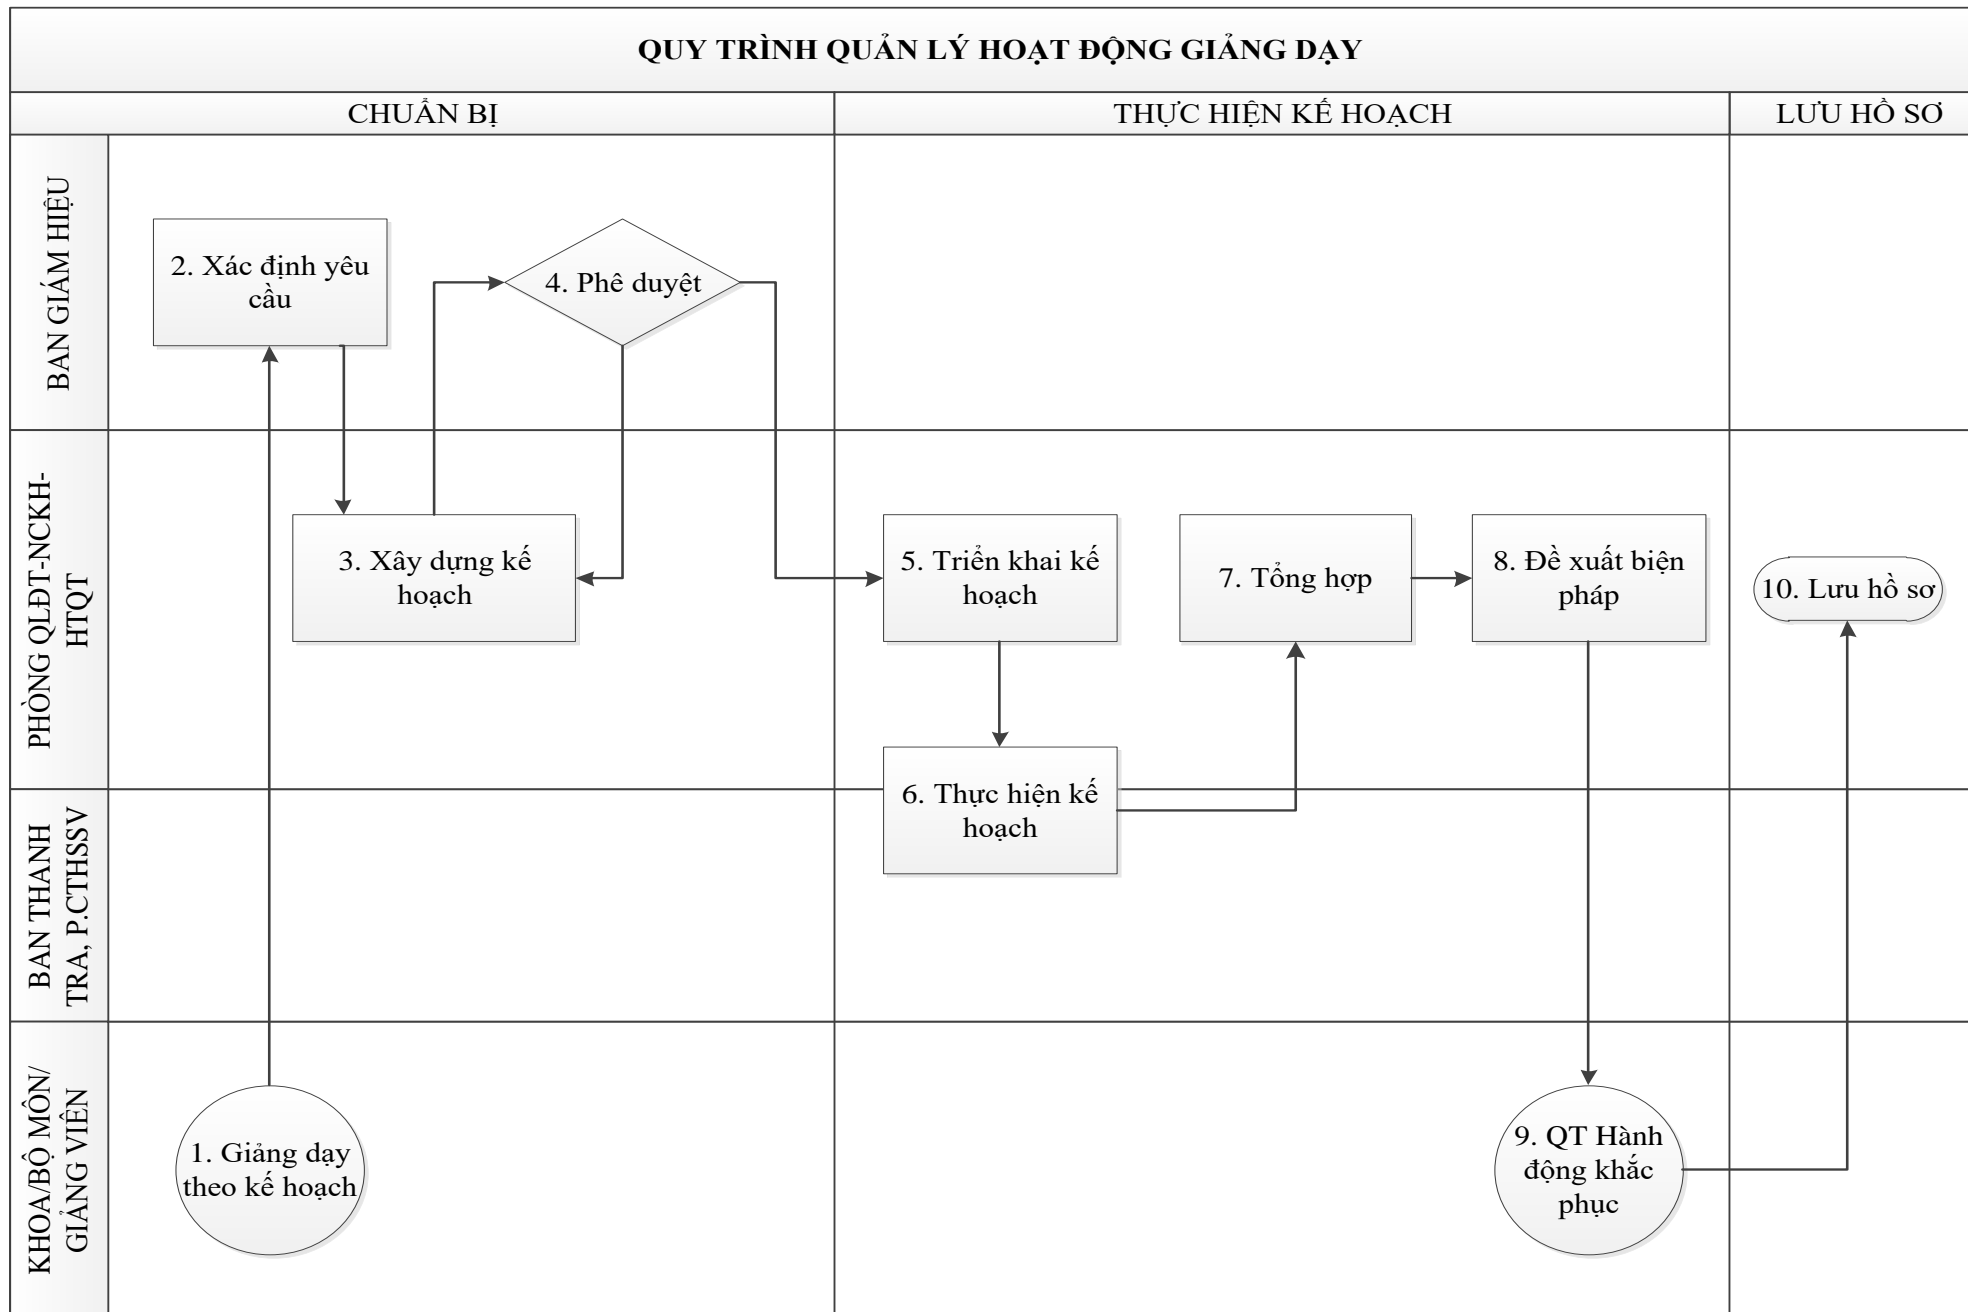 QUY TRÌNH QUẢN LÝ HOẠT ĐỘNG GIẢNG DẠY
CHUẨN BỊ
THỰC HIỆN KẾ HOẠCH
LƯU HỒ SƠ
BAN GIÁM HIỆU
2. Xác định yêu
cầu
4. Phê duyệt
PHÒNG QLĐT-NCKH-
HTQT
3. Xây dựng kế
hoạch
5. Triển khai kế
hoạch
7. Tổng hợp
8. Đề xuất biện
pháp
10. Lưu hồ sơ
BAN THANH
TRA, P.CTHSSV
6. Thực hiện kế
hoạch
KHOA/BỘ MÔN/
GIẢNG VIÊN
1. Giảng dạy
theo kế hoạch
9. QT Hành
động khắc
phục